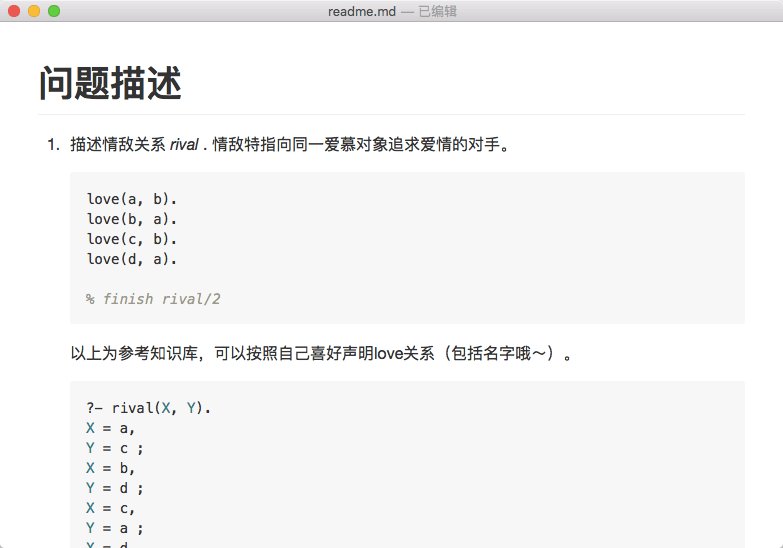 readme.md — 已编辑
问题描述
1. 描述情敌关系 rival . 情敌特指向同一爱慕对象追求爱情的对手。
love(a, b).
love(b, a).
love(c, b).
love(d, a).
% finish rival/2
以上为参考知识库，可以按照自己喜好声明love关系（包括名字哦～）。
?- rival(X, Y).
X = a,
Y = c ;
X = b,
Y = d ;
X = c,
Y = a ;
X = d,